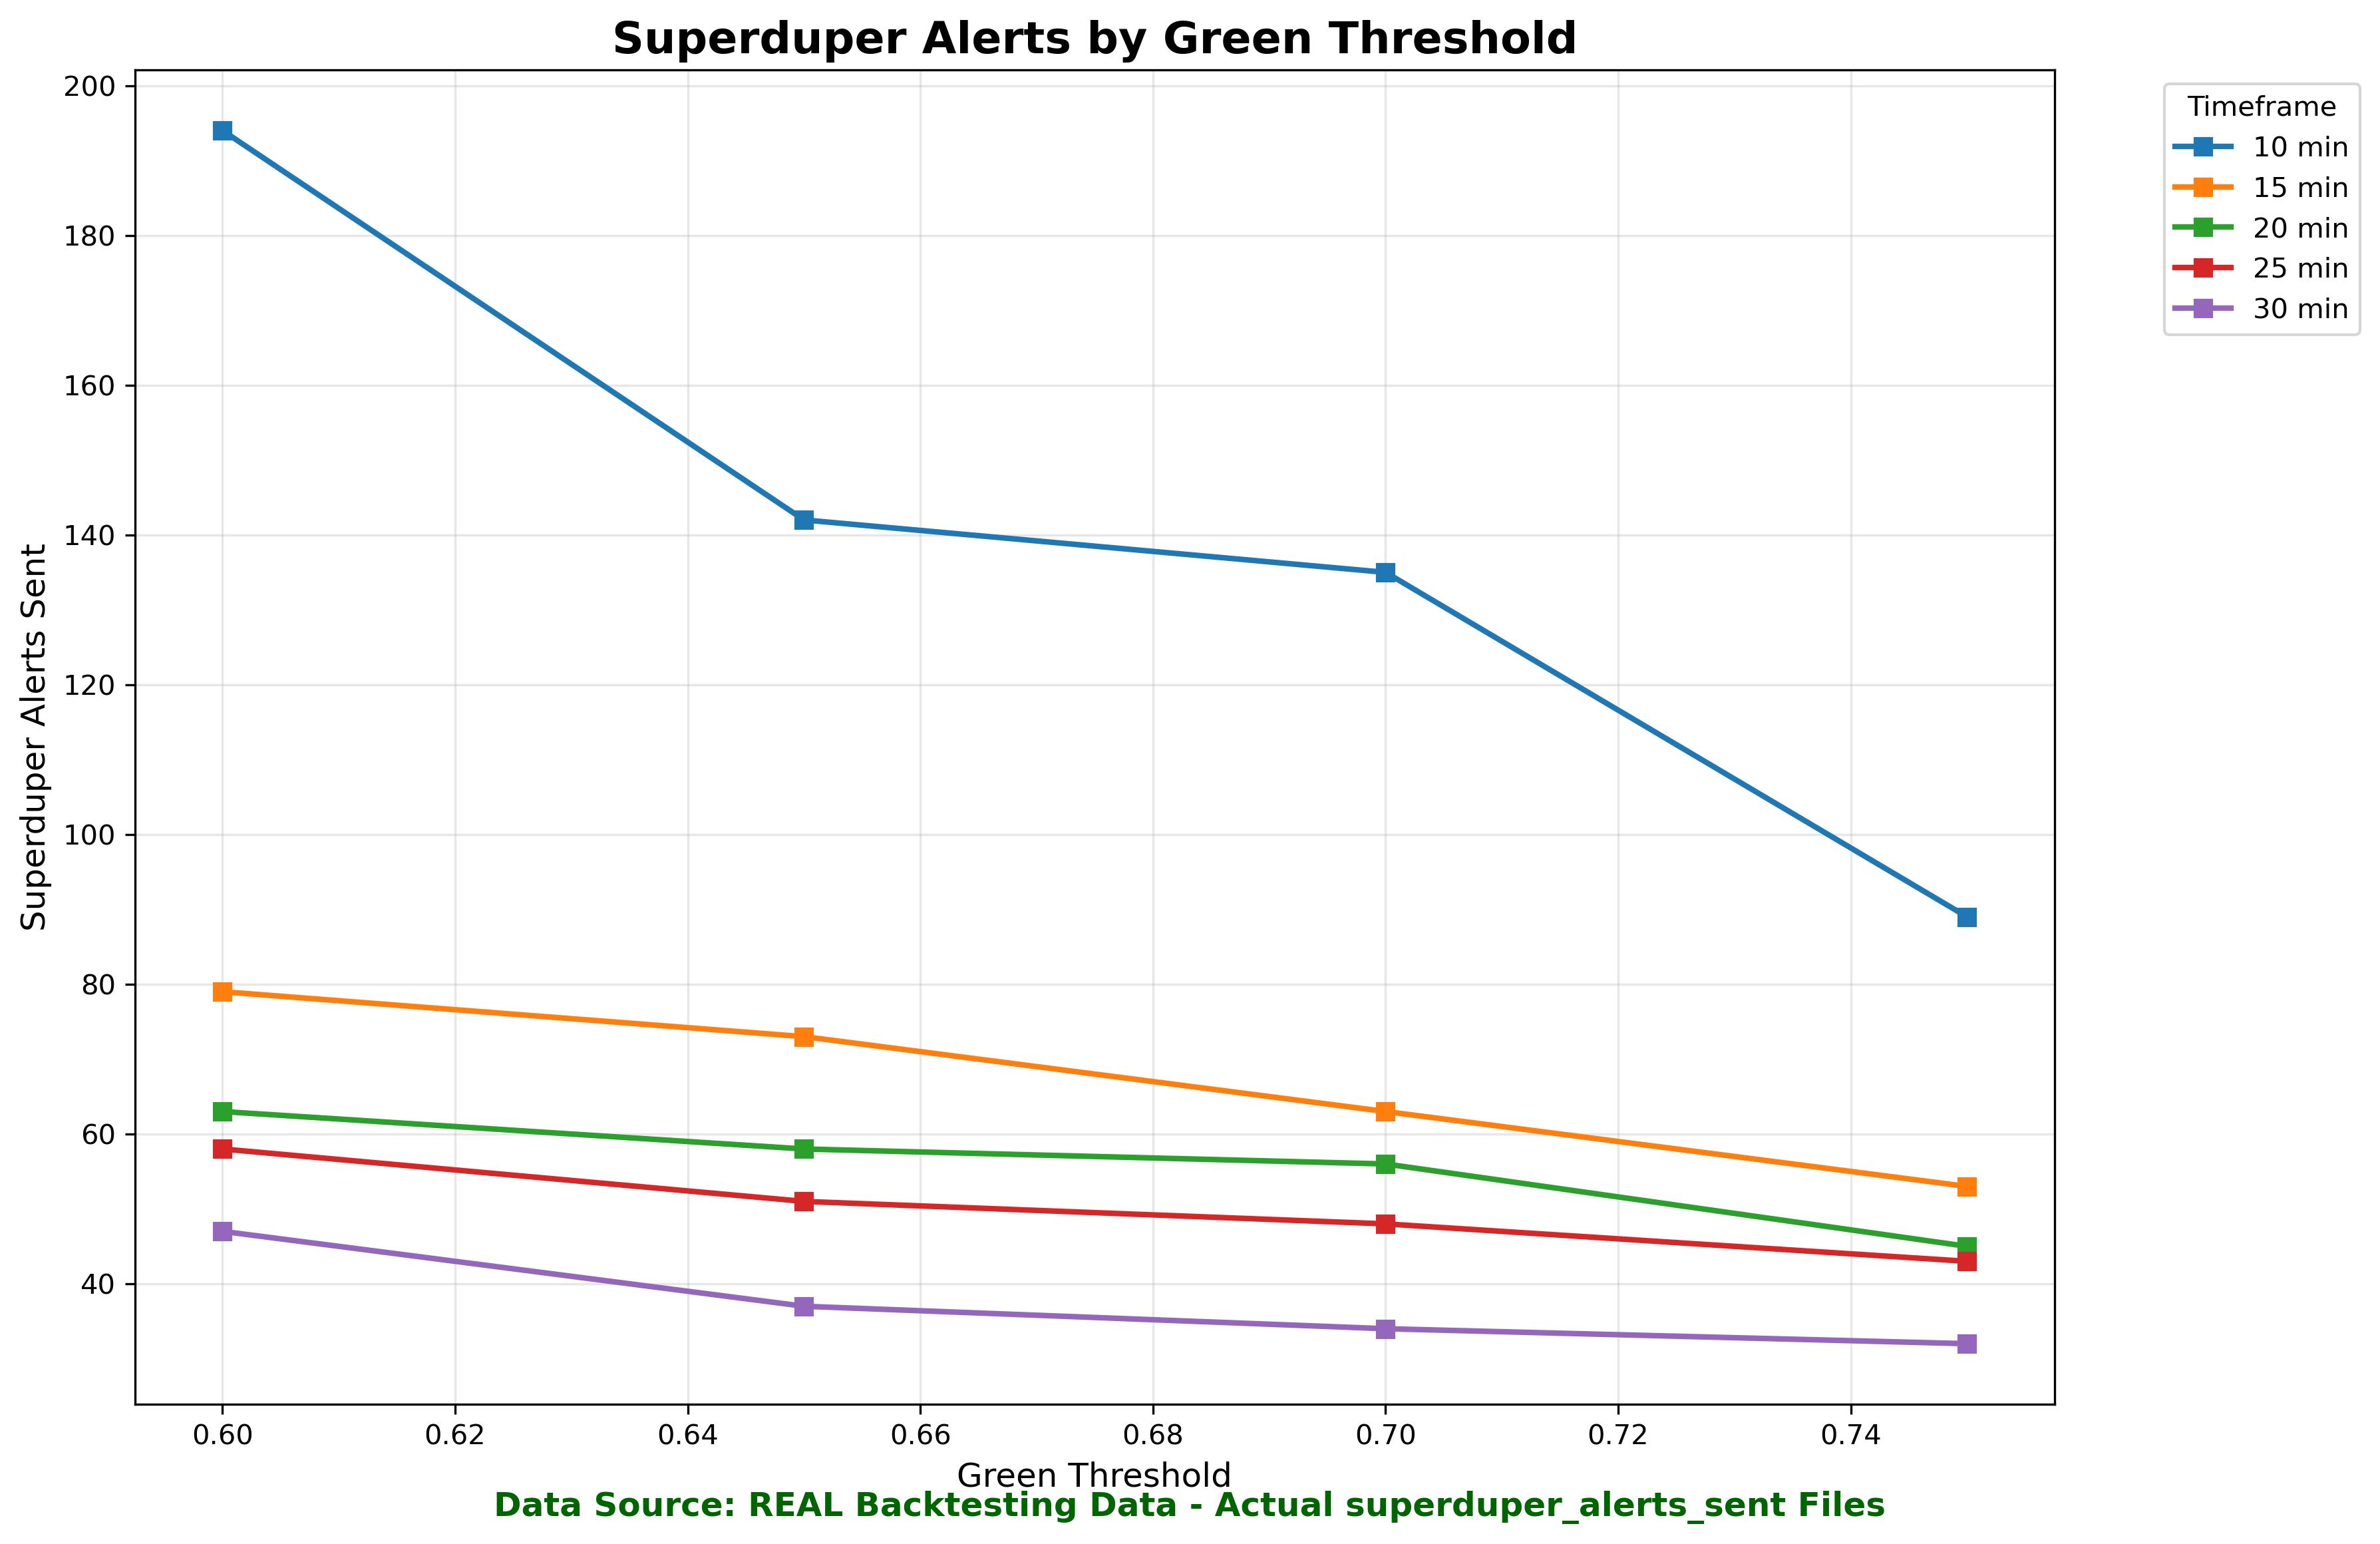 Superduper Alerts by Green Threshold
Superduper Alerts Sent
200
180
160
140
120
100
80
60
40
0.60
0.62
0.64
0.66
0.68
0.70
0.72
0.74
Green Threshold
Data Source: REAL Backtesting Data - Actual superduper_alerts_sent Files
Timeframe
10 min
15 min
20 min
25 min
30 min